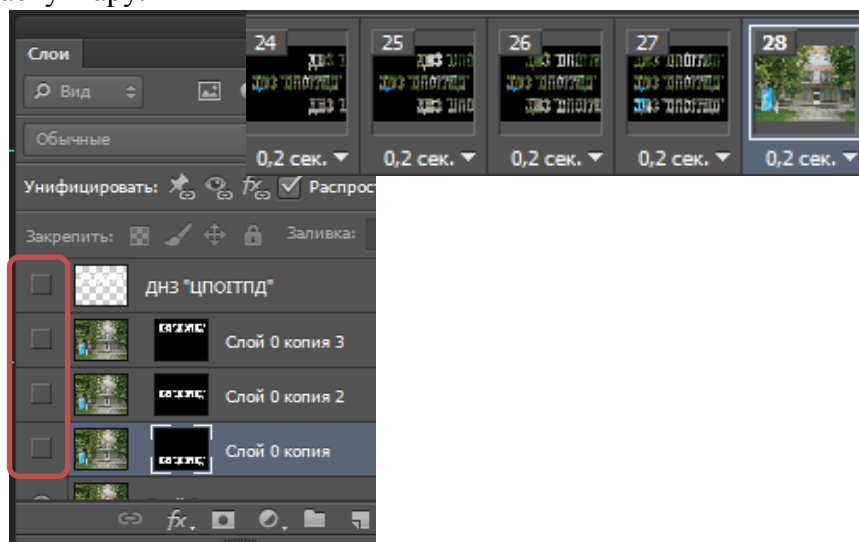 Слои
Вид
Обычные
Унифицировать:
Закрепить:
Заливка:
ДНЗ "ЦПОІТПД"
Слой 0 копия 3
Слой 0 копия 2
Слой 0 копия
24 25 26 27 28
0,2 сек. 0,2 сек. 0,2 сек. 0,2 сек. 0,2 сек.